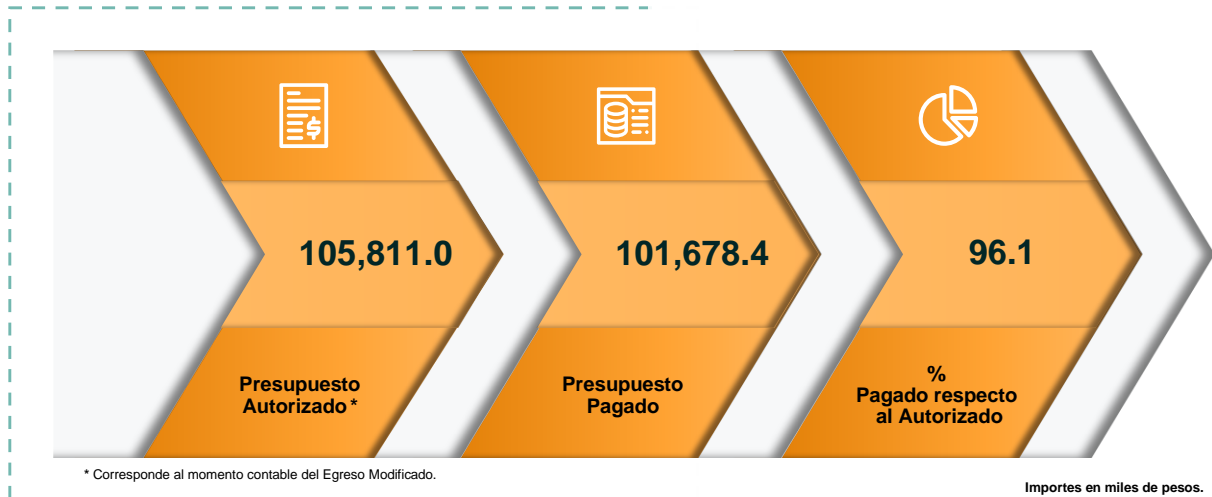 105,811.0
101,678.4
96.1
Presupuesto
Autorizado *
Presupuesto
Pagado
%
Pagado respecto
al Autorizado
* Corresponde al momento contable del Egreso Modificado.
Importes en miles de pesos.